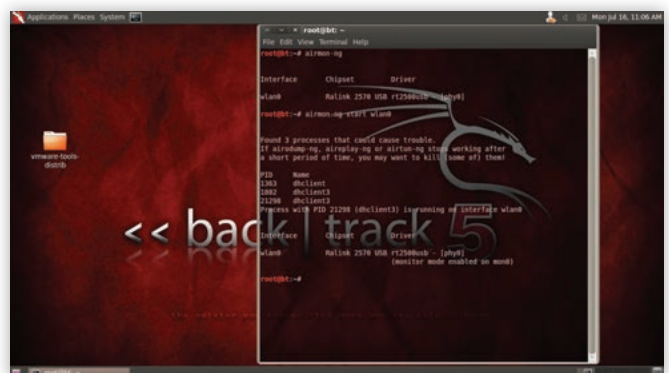 Applications Places System
Mon Jul 16, 11:06 AM
root@bt: ~
File Edit View Terminal Help
root@bt:~# airmon-ng
Interface Chipset Driver
wlan0 Ralink 2570 USB rt2500usb - [phy0]
root@bt:~# airmon-ng start wlan0
Found 3 processes that could cause trouble.
If airodump-ng, aireplay-ng or airtun-ng stops working after
a short period of time, you may want to kill (some of) them!
PID Name
1363 dhclient
1802 dhclient3
21298 dhclient3
Process with PID 21298 (dhclient3) is running on interface wlan0
Interface Chipset Driver
wlan0 Ralink 2570 USB rt2500usb - [phy0]
(monitor mode enabled on mon0)
root@bt:~#
vmware-tools-
distrib
<< back | track 5
root@bt: ~